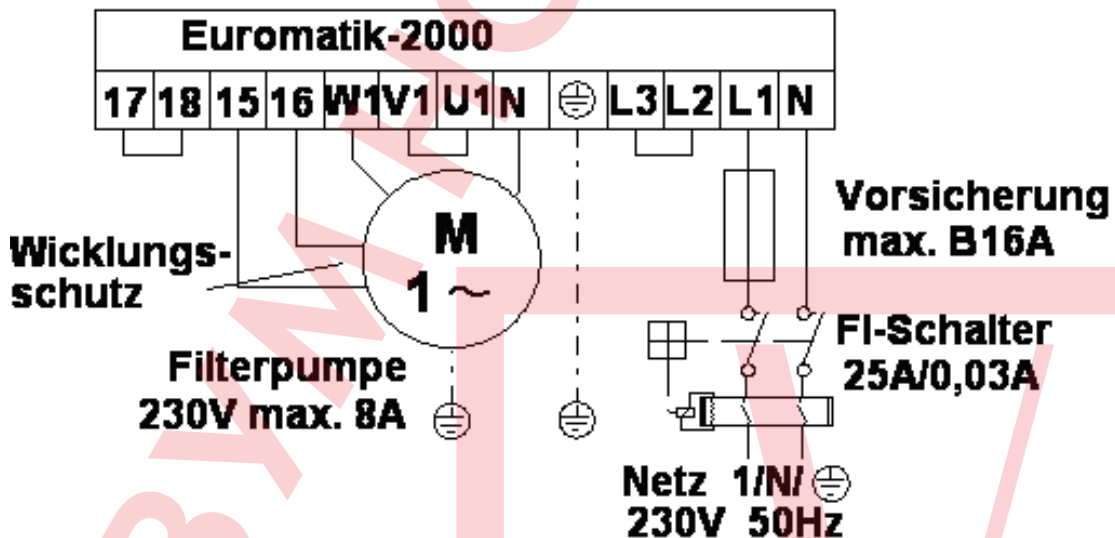 Euromatik-2000
17 18 15 16 W1 V1 U1 N L3 L2 L1 N
Vorsicherung
max. B16A
Wicklungs-
schutz
M
1 ~
FI-Schalter
25A/0,03A
Filterpumpe
230V max. 8A
Netz 1/N/
230V 50Hz